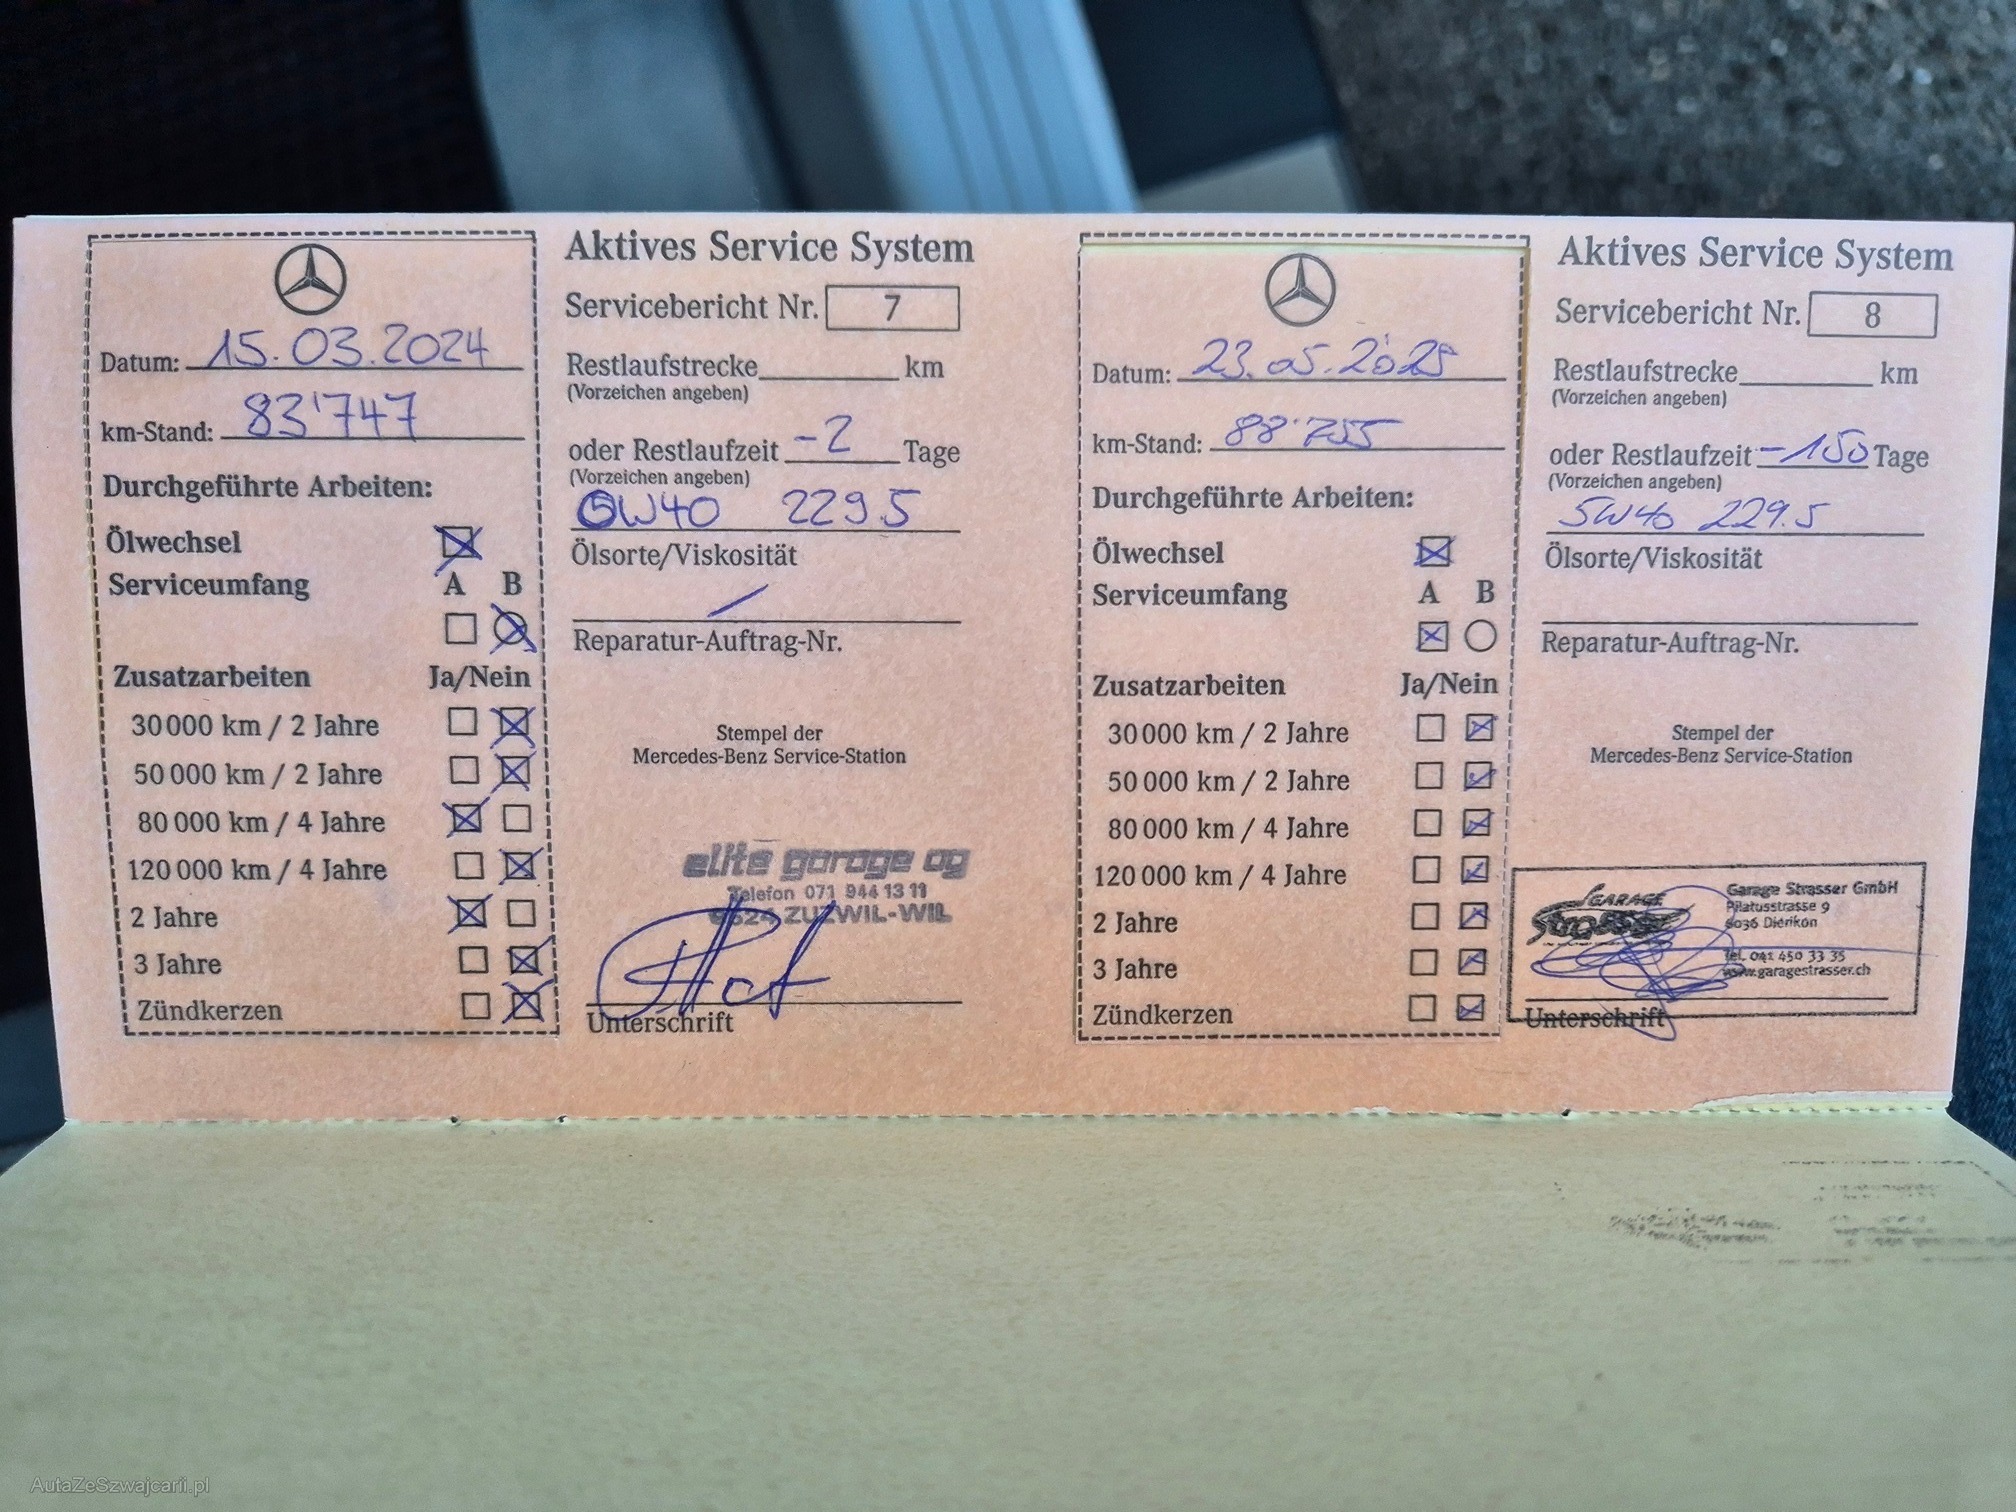 Aktives Service System
Servicebericht Nr. 7
Datum: 15.03.2024
Restlaufstrecke km
(Vorzeichen angeben)
km-Stand: 83'747
oder Restlaufzeit -2 Tage
(Vorzeichen angeben)
Durchgeführte Arbeiten:
5W40 229.5
Ölsorte/Viskosität
Ölwechsel
Serviceumfang A B
Reparatur-Auftrag-Nr.
Zusatzarbeiten Ja/Nein
30 000 km / 2 Jahre
50 000 km / 2 Jahre
80 000 km / 4 Jahre
120 000 km / 4 Jahre
2 Jahre
3 Jahre
Zündkerzen
Stempel der
Mercedes-Benz Service-Station
elite garage ag
Telefon 071 944 13 11
9524 ZUZWIL-WIL
Unterschrift
Aktives Service System
Servicebericht Nr. 8
Datum: 23.05.2025
Restlaufstrecke km
(Vorzeichen angeben)
km-Stand: 88'755
oder Restlaufzeit -150 Tage
(Vorzeichen angeben)
Durchgeführte Arbeiten:
5W40 229.5
Ölsorte/Viskosität
Ölwechsel
Serviceumfang A B
Reparatur-Auftrag-Nr.
Zusatzarbeiten Ja/Nein
30 000 km / 2 Jahre
50 000 km / 2 Jahre
80 000 km / 4 Jahre
120 000 km / 4 Jahre
2 Jahre
3 Jahre
Zündkerzen
Stempel der
Mercedes-Benz Service-Station
GARAGE
Strasser
Garage Strasser GmbH
Pilatusstrasse 9
6036 Dierikon
Tel. 041 450 33 35
www.garagestrasser.ch
Unterschrift
AutaZeSzwajcarii.pl